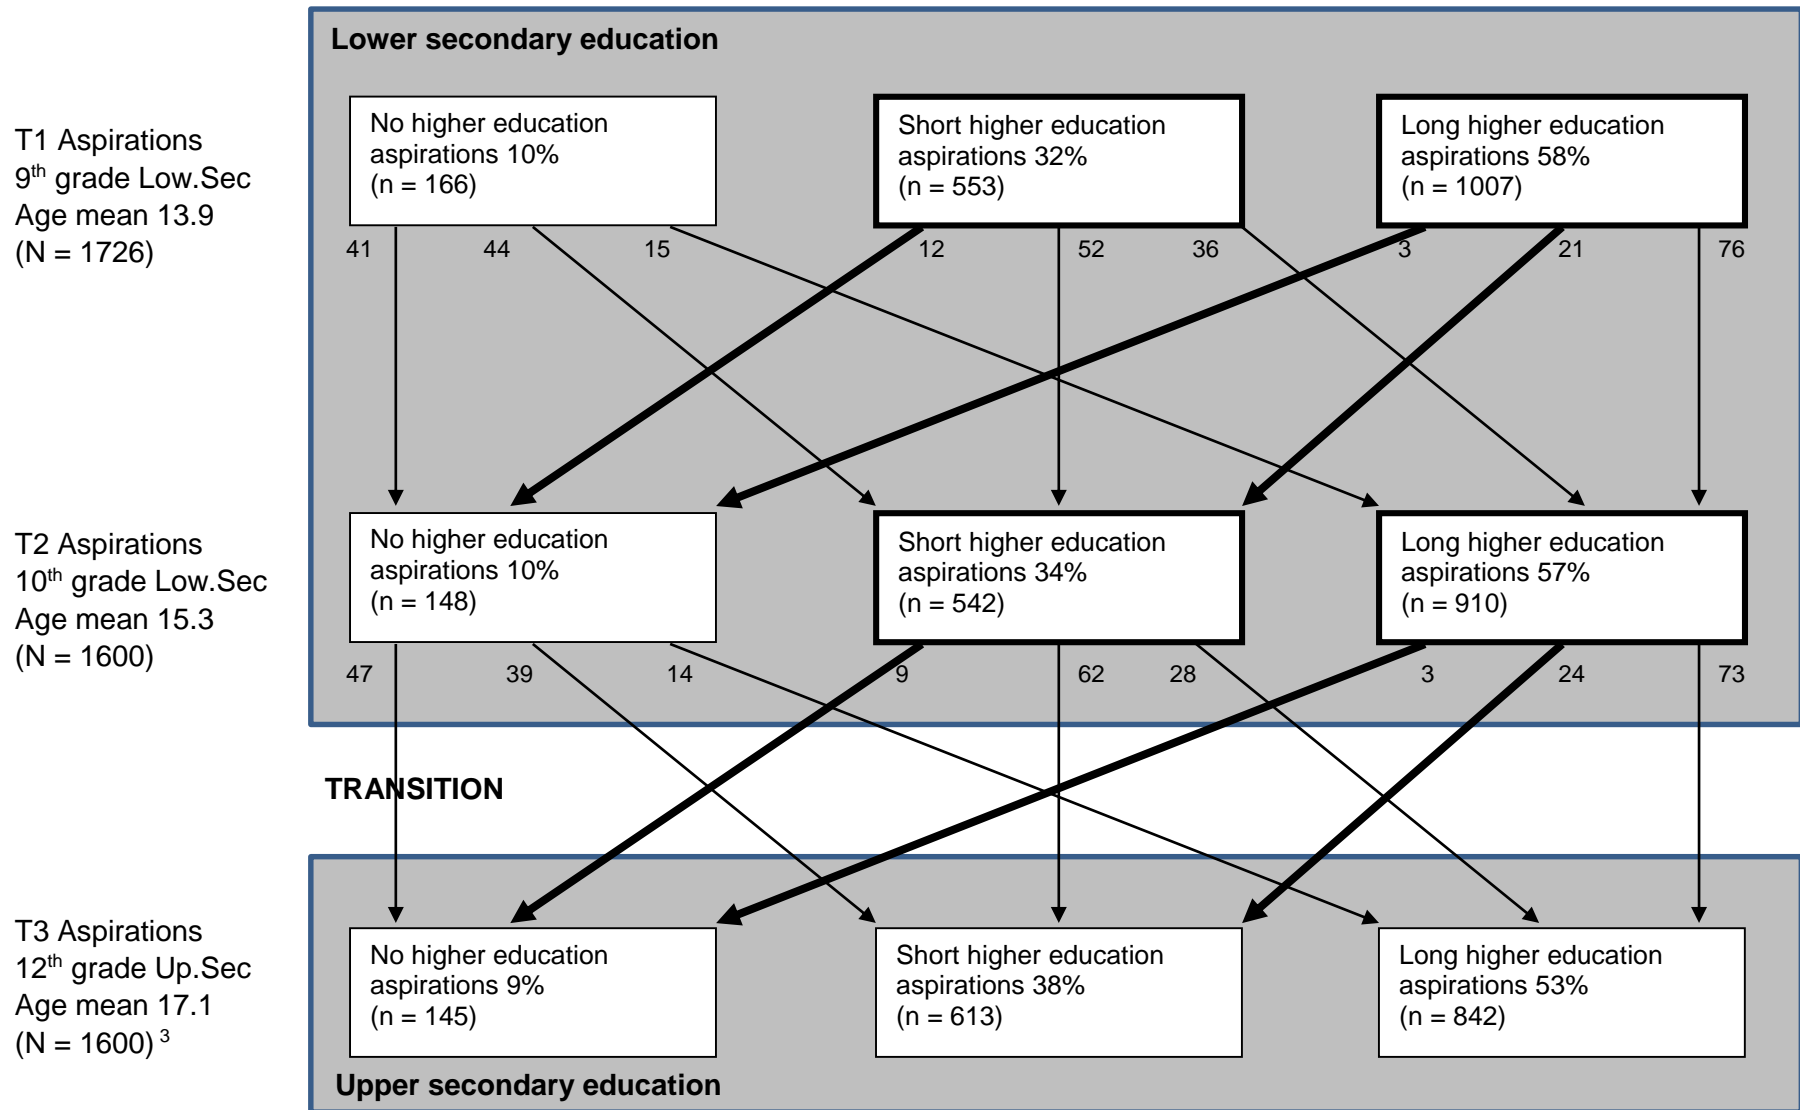 Lower secondary education
T1 Aspirations
9th grade Low.Sec
Age mean 13.9
(N = 1726)
No higher education
aspirations 10%
(n = 166)
Short higher education
aspirations 32%
(n = 553)
Long higher education
aspirations 58%
(n = 1007)
41 44 15 12 52 36 3 21 76
T2 Aspirations
10th grade Low.Sec
Age mean 15.3
(N = 1600)
No higher education
aspirations 10%
(n = 148)
Short higher education
aspirations 34%
(n = 542)
Long higher education
aspirations 57%
(n = 910)
47 39 14 9 62 28 3 24 73
TRANSITION
T3 Aspirations
12th grade Up.Sec
Age mean 17.1
(N = 1600) 3
No higher education
aspirations 9%
(n = 145)
Short higher education
aspirations 38%
(n = 613)
Long higher education
aspirations 53%
(n = 842)
Upper secondary education